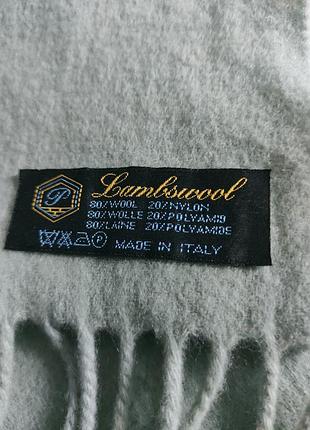 P
Lambswool
80%WOOL 20%NYLON
80%WOLLE 20%POLYAMID
80%LAINE 20%POLYAMIDE
P MADE IN ITALY